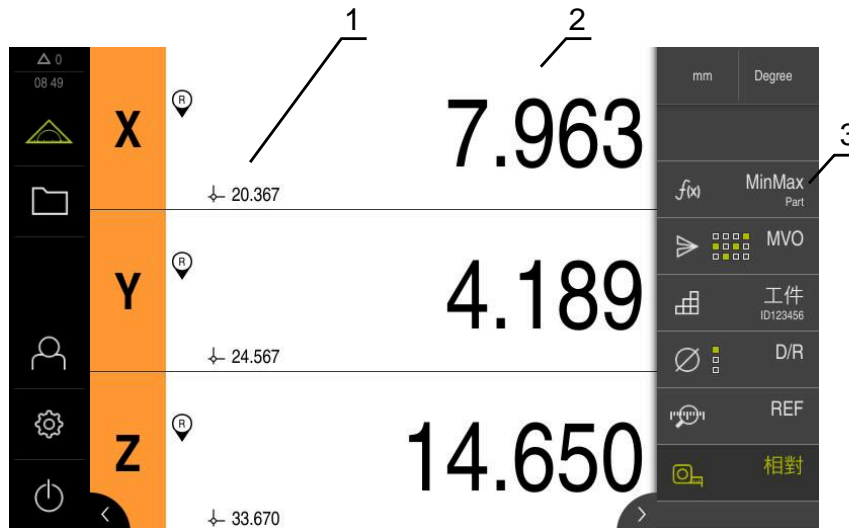 1
2
3
△ 0
08 49
X
R
7.963
20.367
Y
R
4.189
24.567
Z
R
14.650
33.670
mm
Degree
f(x)
MinMax
Part
MVO
工件
ID123456
D/R
REF
相對